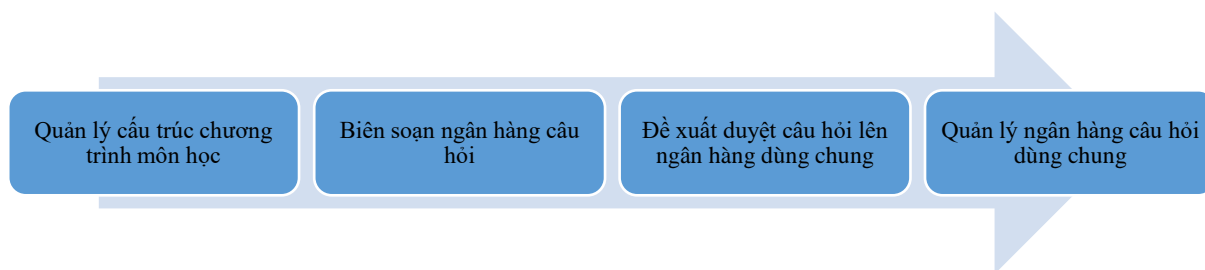 Quản lý cấu trúc chương
trình môn học
Biên soạn ngân hàng câu
hỏi
Đề xuất duyệt câu hỏi lên
ngân hàng dùng chung
Quản lý ngân hàng câu hỏi
dùng chung